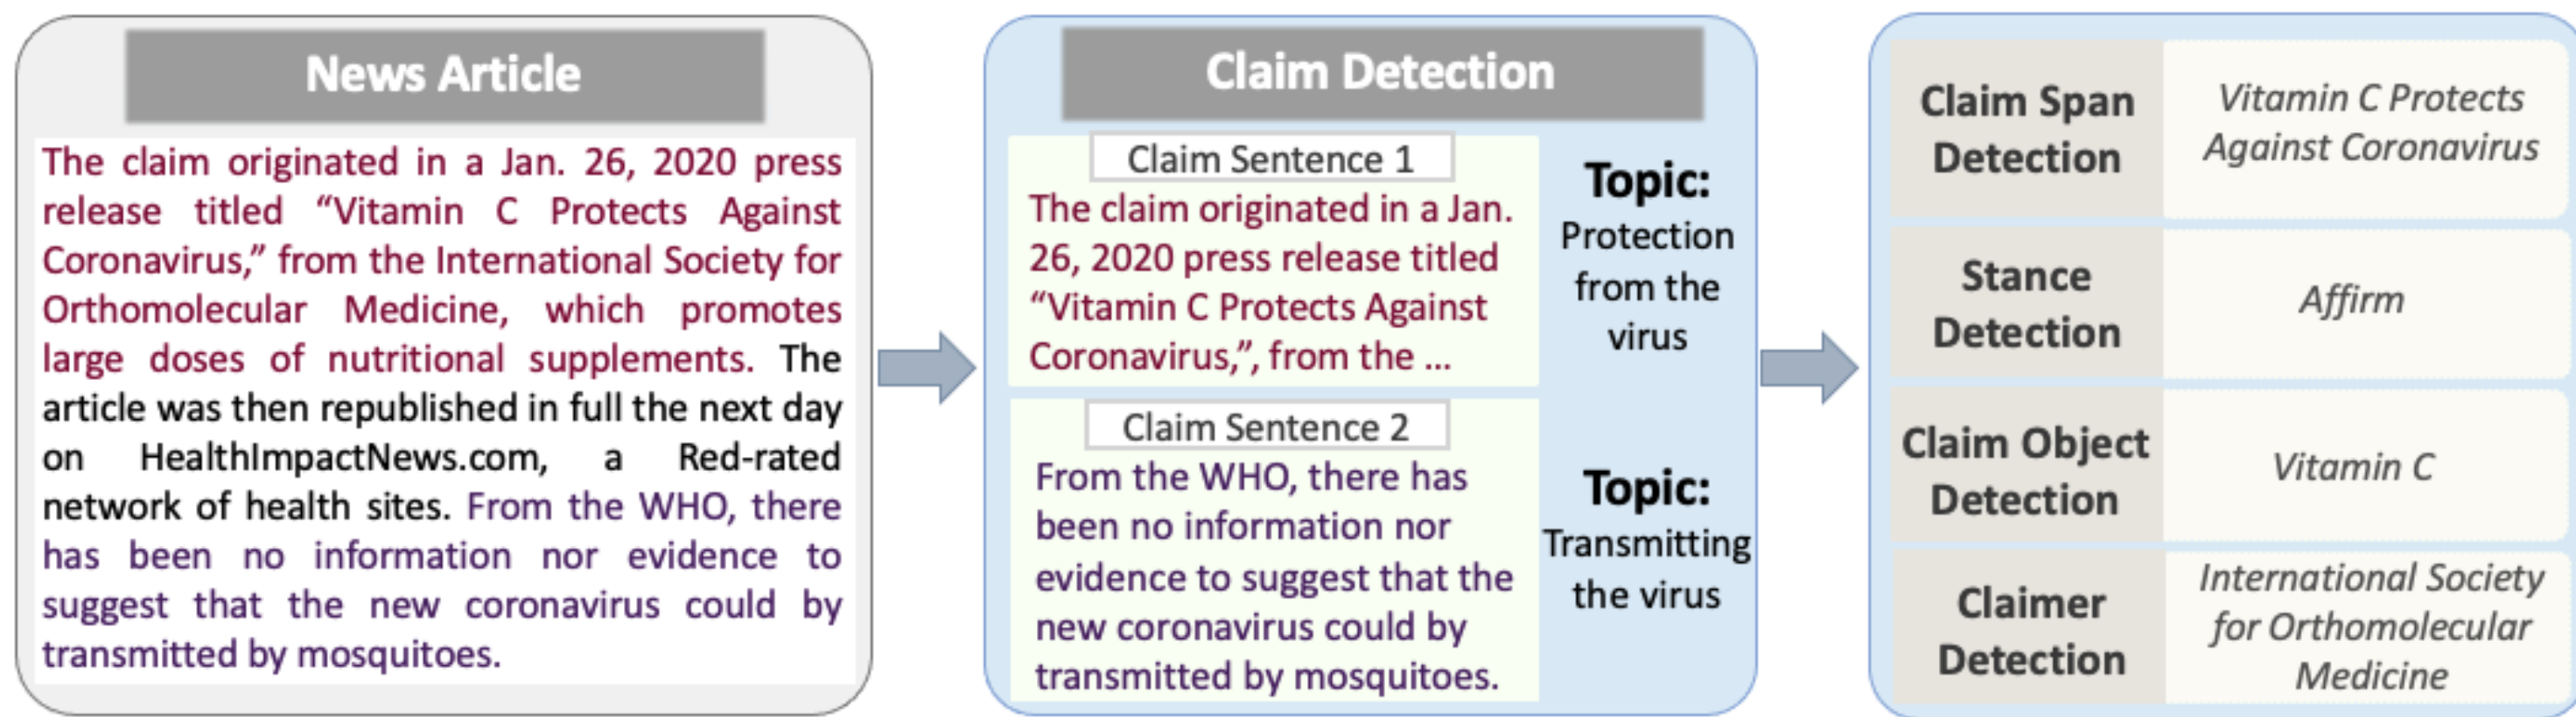 News Article
The claim originated in a Jan. 26, 2020 press
release titled “Vitamin C Protects Against
Coronavirus,” from the International Society for
Orthomolecular Medicine, which promotes
large doses of nutritional supplements. The
article was then republished in full the next day
on HealthImpactNews.com, a Red-rated
network of health sites. From the WHO, there
has been no information nor evidence to
suggest that the new coronavirus could by
transmitted by mosquitoes.
Claim Detection
Claim Sentence 1
The claim originated in a Jan.
26, 2020 press release titled
“Vitamin C Protects Against
Coronavirus,”, from the ...
Topic:
Protection
from the
virus
Claim Sentence 2
From the WHO, there has
been no information nor
evidence to suggest that the
new coronavirus could by
transmitted by mosquitoes.
Topic:
Transmitting
the virus
Claim Span
Detection
Vitamin C Protects
Against Coronavirus
Stance
Detection
Affirm
Claim Object
Detection
Vitamin C
Claimer
Detection
International Society
for Orthomolecular
Medicine